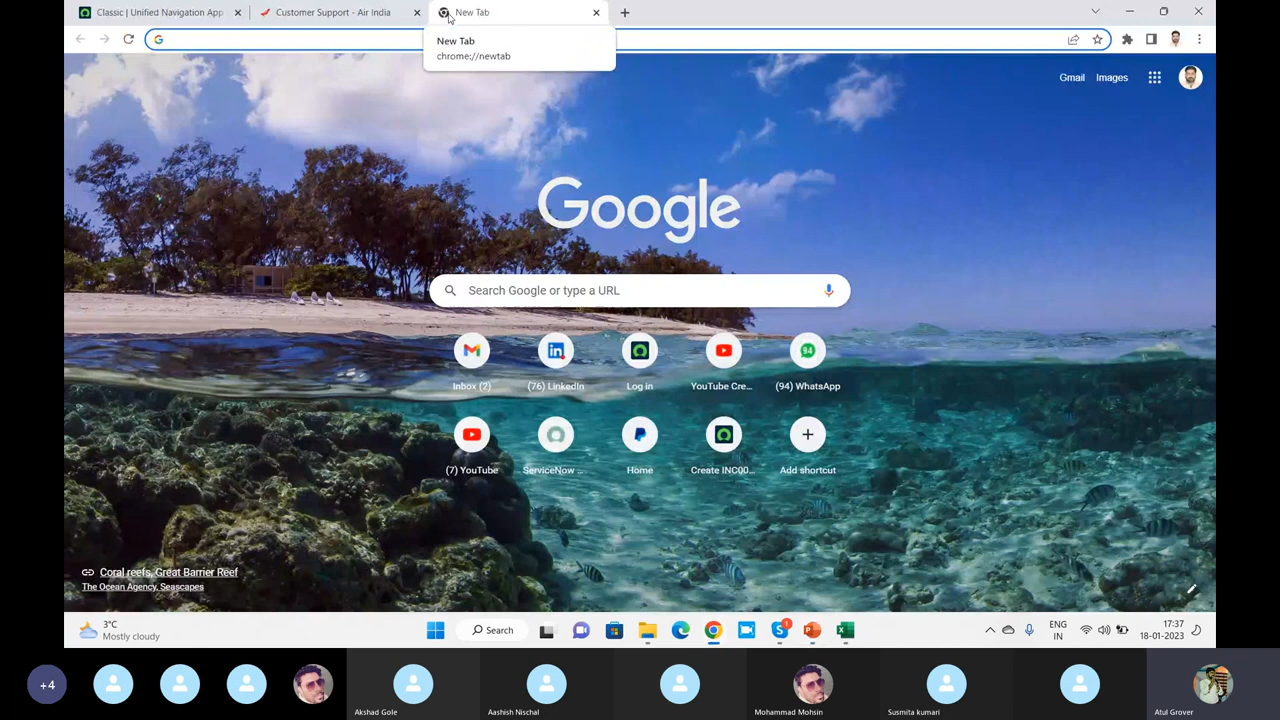 Classic | Unified Navigation App
Customer Support - Air India
New Tab
New Tab
chrome://newtab
Gmail
Images
Google
Search Google or type a URL
94
Inbox (2)
(76) LinkedIn
Log in
YouTube Cre...
(94) WhatsApp
(7) YouTube
ServiceNow ...
Home
Create INC00...
Add shortcut
Coral reefs, Great Barrier Reef
The Ocean Agency, Seascapes
3°C
Mostly cloudy
Search
1
ENG
IN
17:37
18-01-2023
+4
Akshad Gole
Aashish Nischal
Mohammad Mohsin
Susmita kumari
Atul Grover